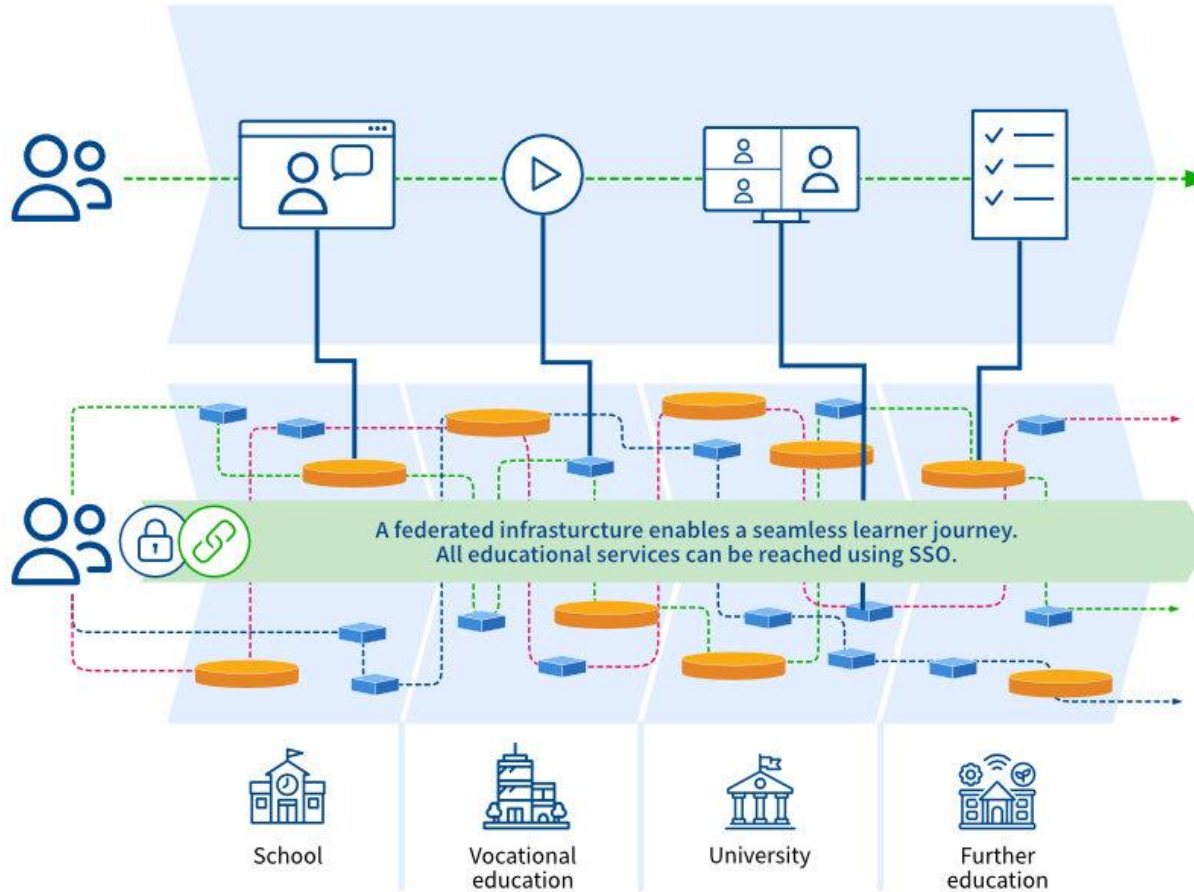 A federated infrasturcture enables a seamless learner journey.
All educational services can be reached using SSO.
School
Vocational
education
University
Further
education